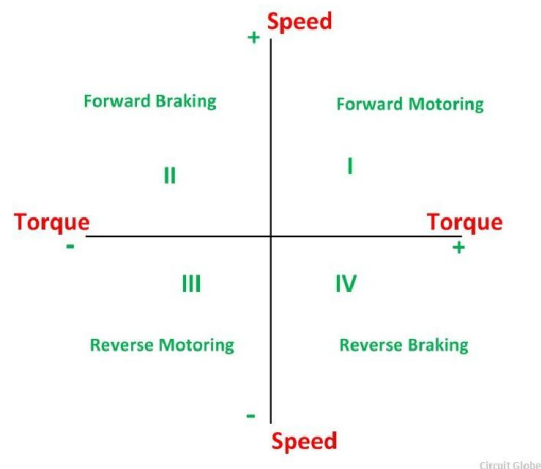 Speed
+
Forward Braking
Forward Motoring
II
I
Torque
Torque
-
+
III
IV
Reverse Motoring
Reverse Braking
-
Speed
Circuit Globe